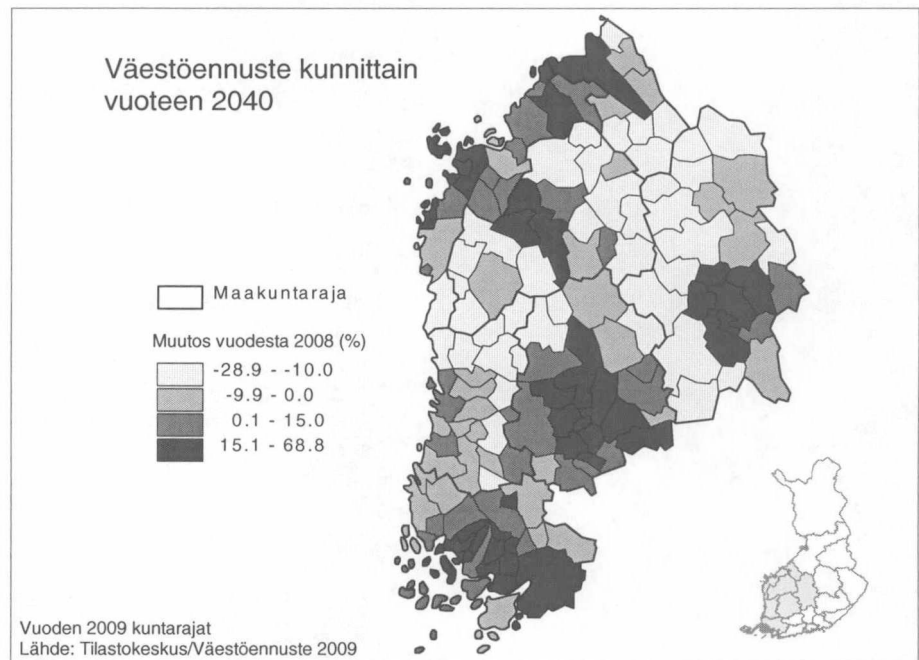 Väestöennuste kunnittain
vuoteen 2040
Maakuntaraja
Muutos vuodesta 2008 (%)
-28.9 - -10.0
-9.9 - 0.0
0.1 - 15.0
15.1 - 68.8
Vuoden 2009 kuntarajat
Lähde: Tilastokeskus/Väestöennuste 2009